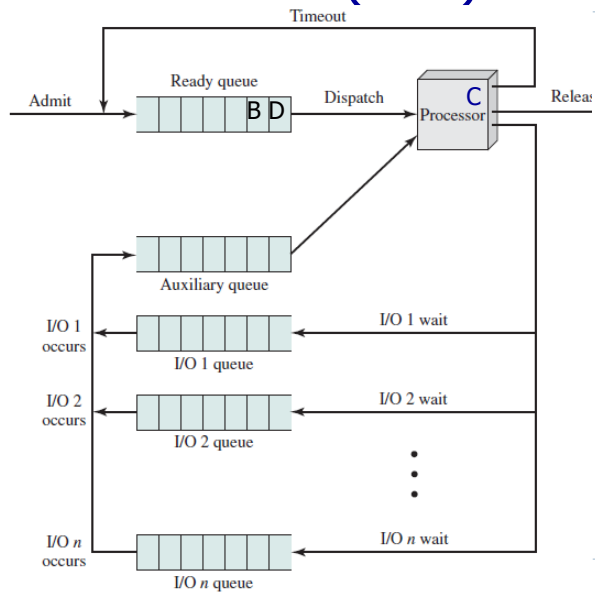 Timeout
Ready queue
Admit
B D
Dispatch
C
Processor
Releas
Auxiliary queue
I/O 1
occurs
I/O 1 wait
I/O 1 queue
I/O 2
occurs
I/O 2 wait
I/O 2 queue
I/O n
occurs
I/O n wait
I/O n queue